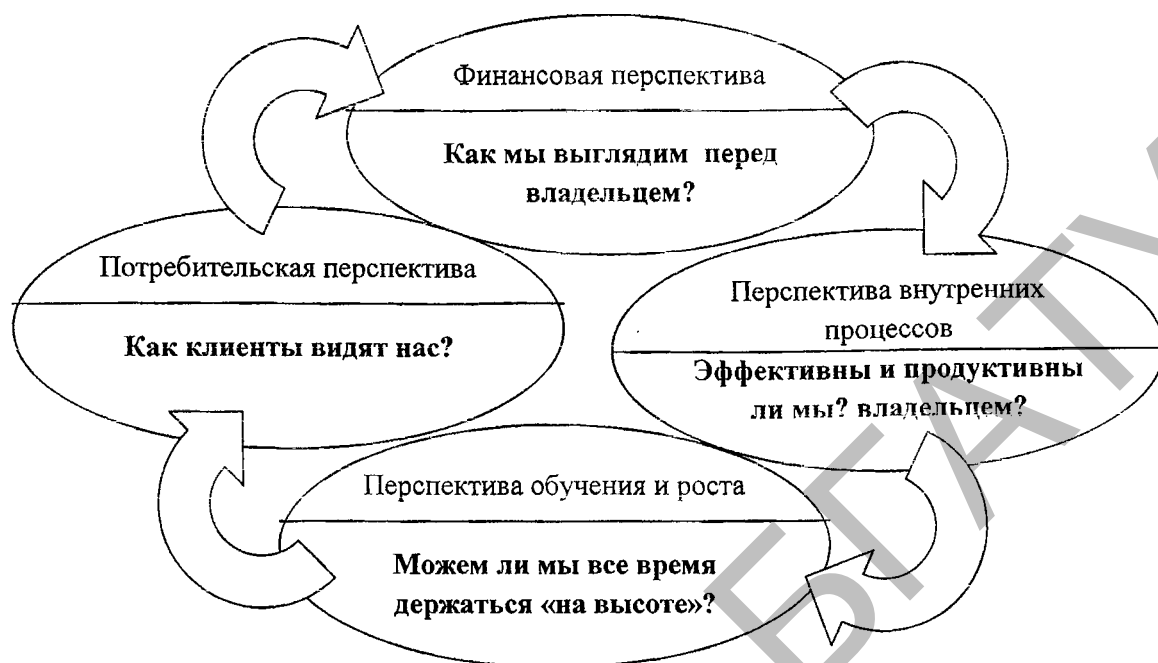 Финансовая перспектива
Как мы выглядим перед
владельцем?
Потребительская перспектива
Как клиенты видят нас?
Перспектива внутренних
процессов
Эффективны и продуктивны
ли мы? владельцем?
Перспектива обучения и роста
Можем ли мы все время
держаться «на высоте»?
БГАТУ